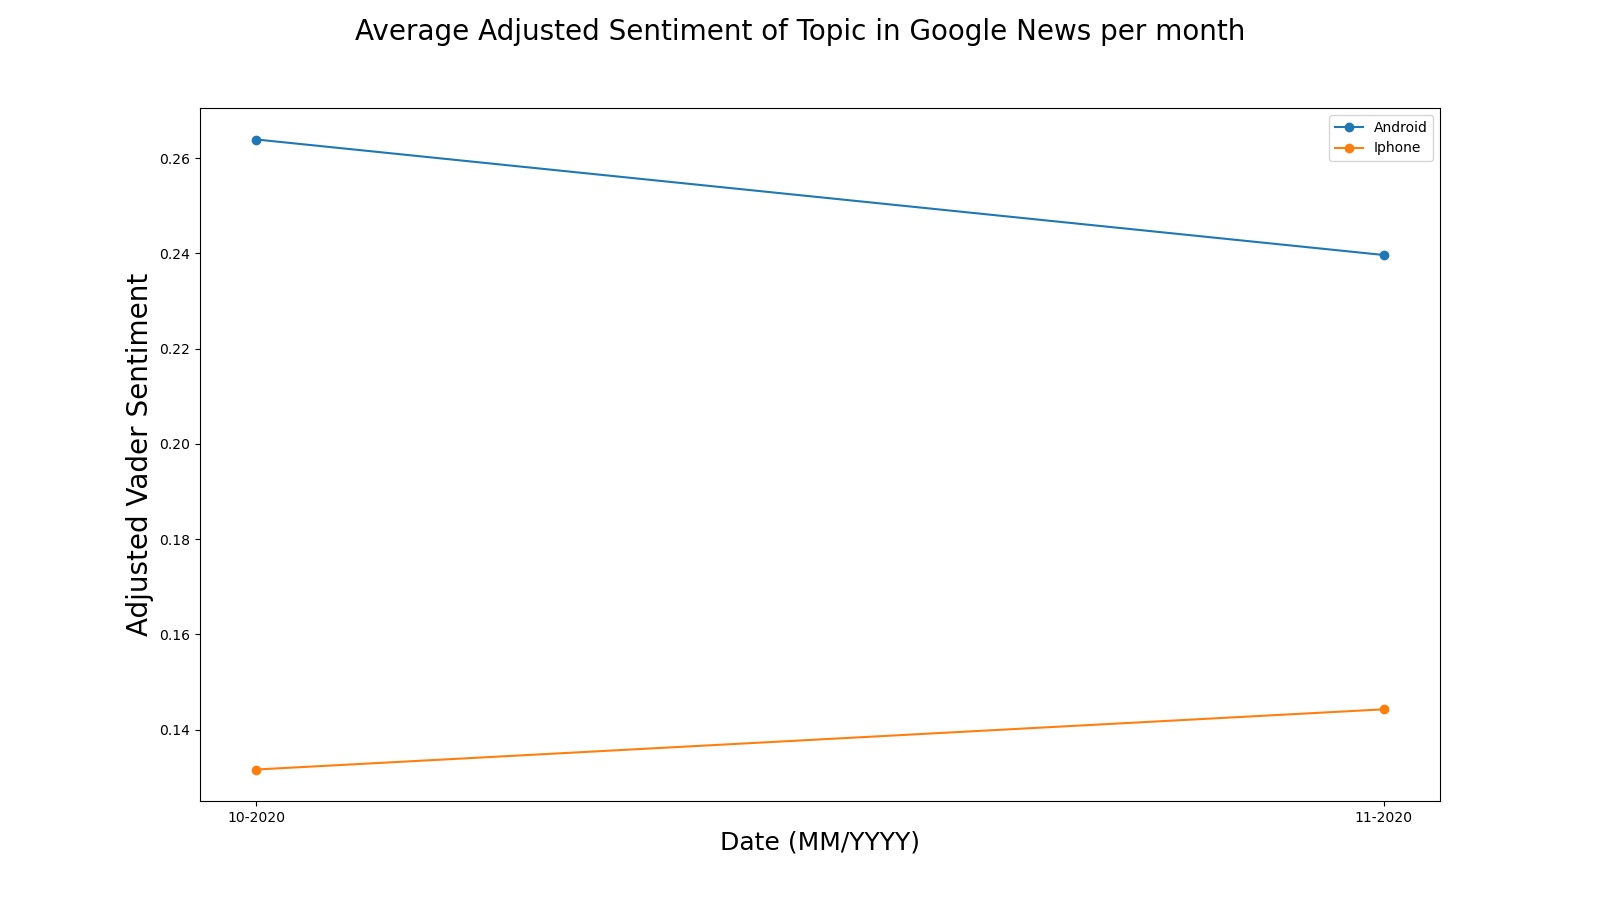 Average Adjusted Sentiment of Topic in Google News per month
Android
Iphone
0.26
0.24
0.22
0.20
0.18
0.16
0.14
Adjusted Vader Sentiment
10-2020
11-2020
Date (MM/YYYY)